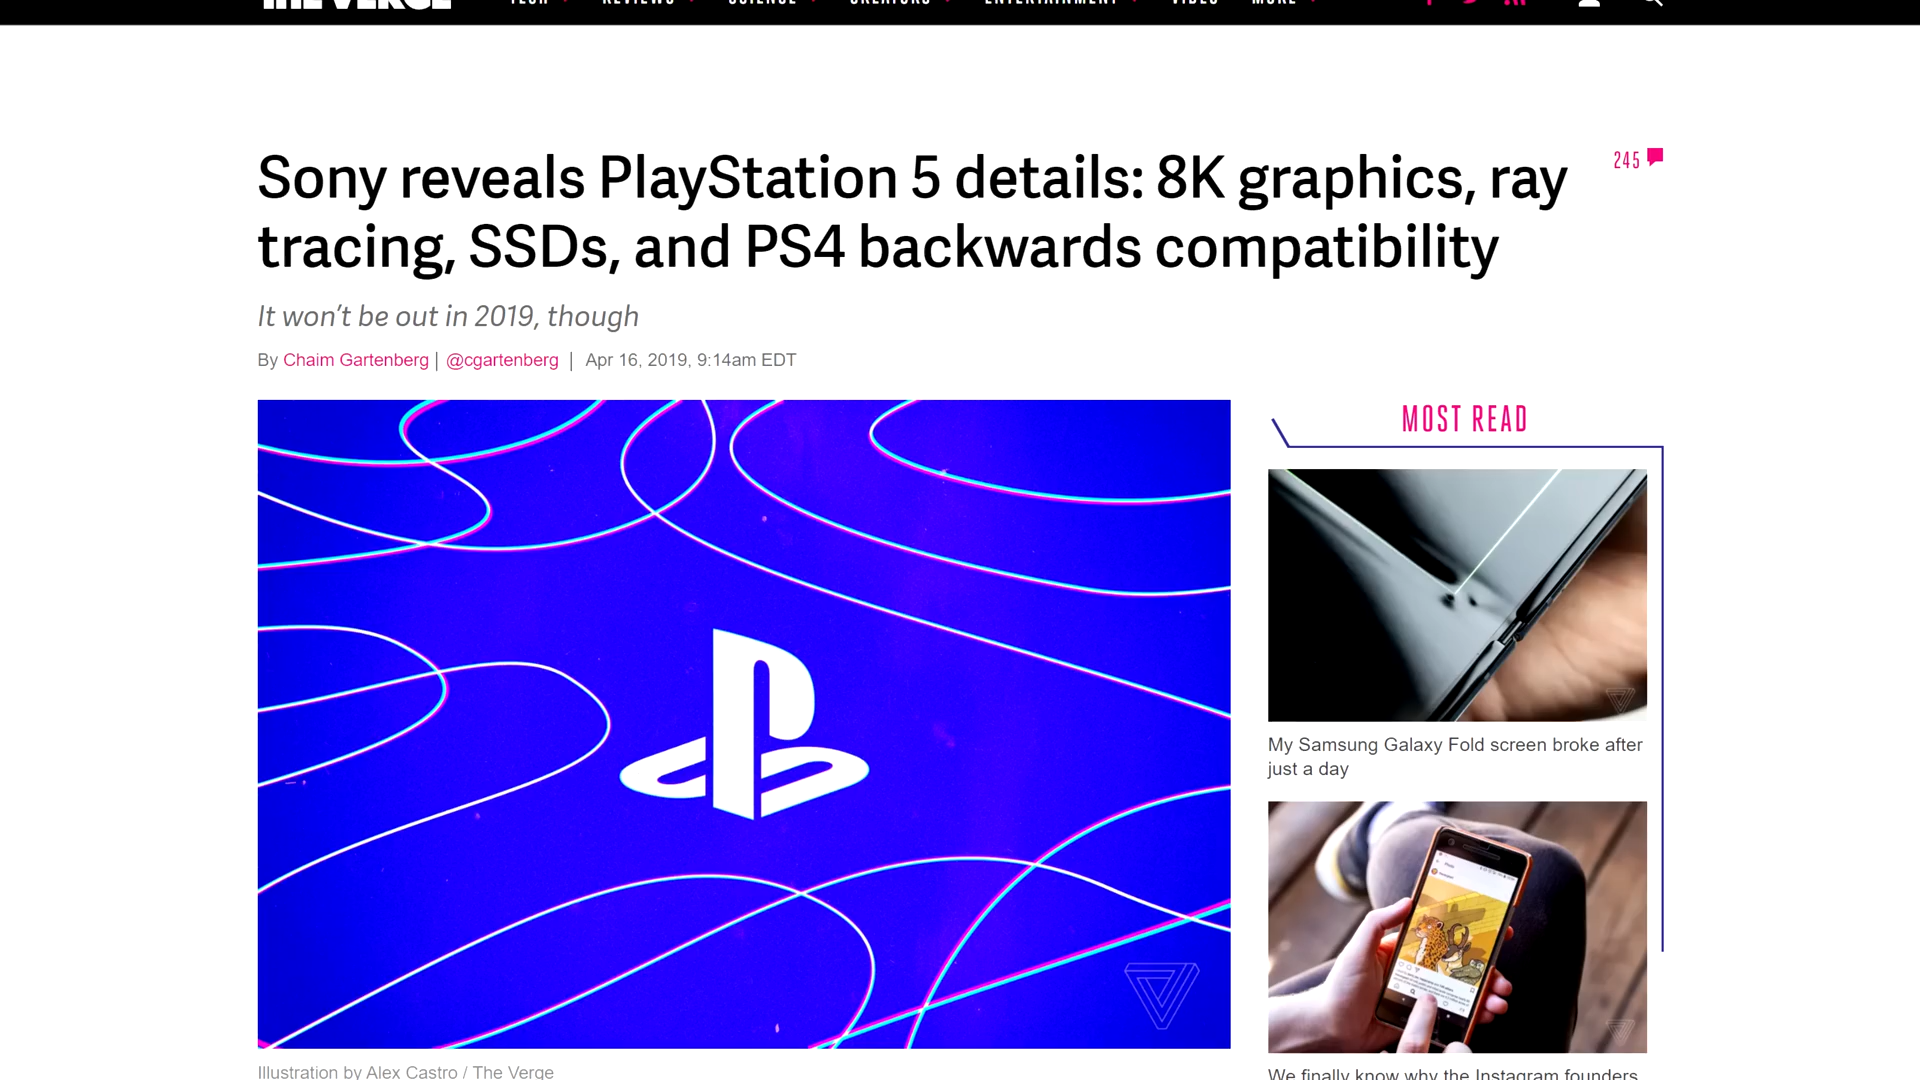 THE VERGE
TECH REVIEWS SCIENCE CREATORS ENTERTAINMENT VIDEO MORE
Sony reveals PlayStation 5 details: 8K graphics, ray
tracing, SSDs, and PS4 backwards compatibility
245
It won't be out in 2019, though
By Chaim Gartenberg | @cgartenberg | Apr 16, 2019, 9:14am EDT
MOST READ
My Samsung Galaxy Fold screen broke after
just a day
Illustration by Alex Castro / The Verge
We finally know why the Instagram founders